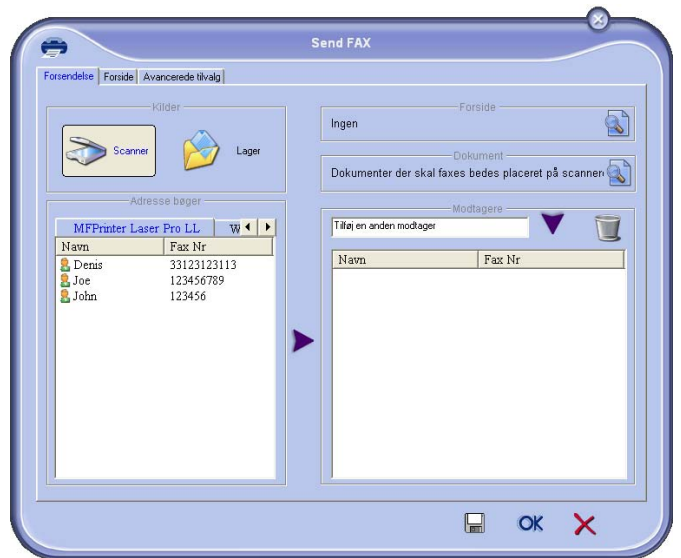 Send FAX
Forsendelse Forside Avancerede tilvalg
Kilder
Scanner Lager
Adresse bøger
MFPrinter Laser Pro LL W
Navn Fax Nr
Denis 33123123113
Joe 123456789
John 123456
Forside
Ingen
Dokument
Dokumenter der skal faxes bedes placeret på scanneren
Modtagere
Tilføj en anden modtager
Navn Fax Nr
OK